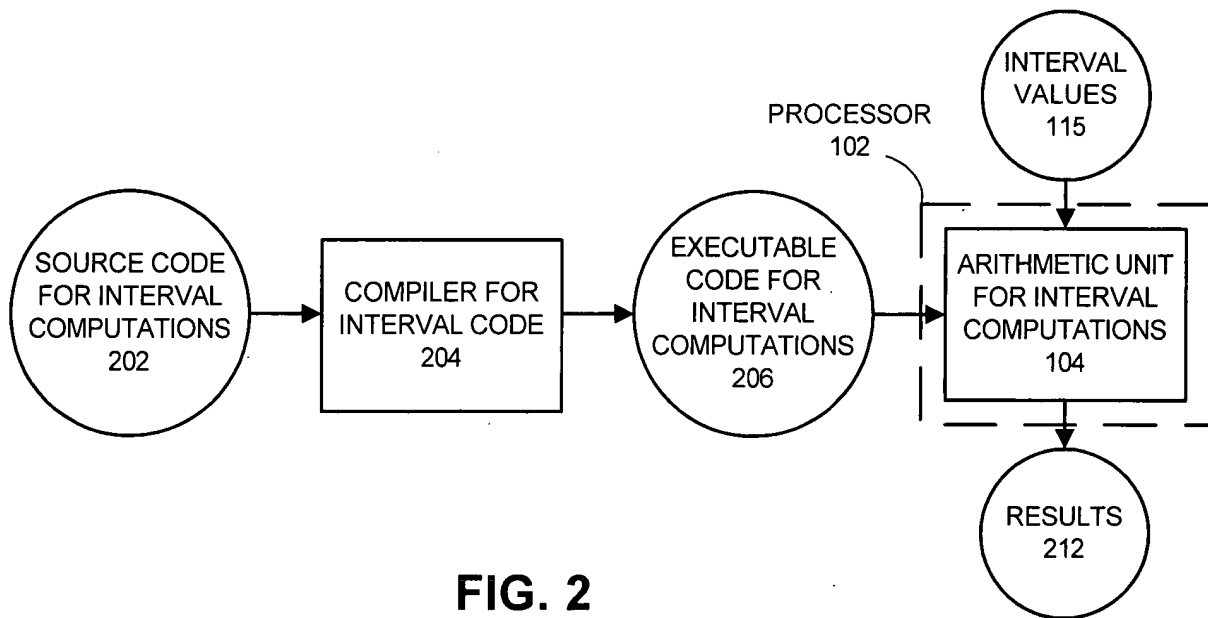 INTERVAL
VALUES
115
PROCESSOR
102
SOURCE CODE
FOR INTERVAL
COMPUTATIONS
202
COMPILER FOR
INTERVAL CODE
204
EXECUTABLE
CODE FOR
INTERVAL
COMPUTATIONS
206
ARITHMETIC UNIT
FOR INTERVAL
COMPUTATIONS
104
RESULTS
212
FIG. 2